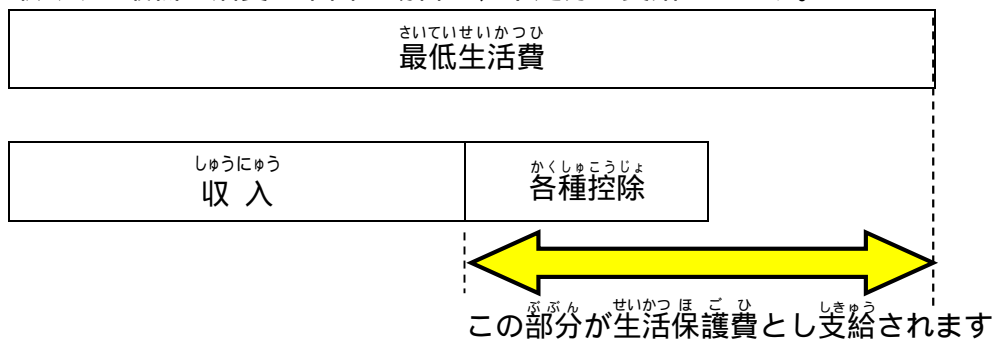 さいていせいかつひ
最低生活費
しゅうにゅう
収 入
かくしゅこうじょ
各種控除
ぶぶん せいかつほごひ しきゅう
この部分が生活保護費とし支給されます